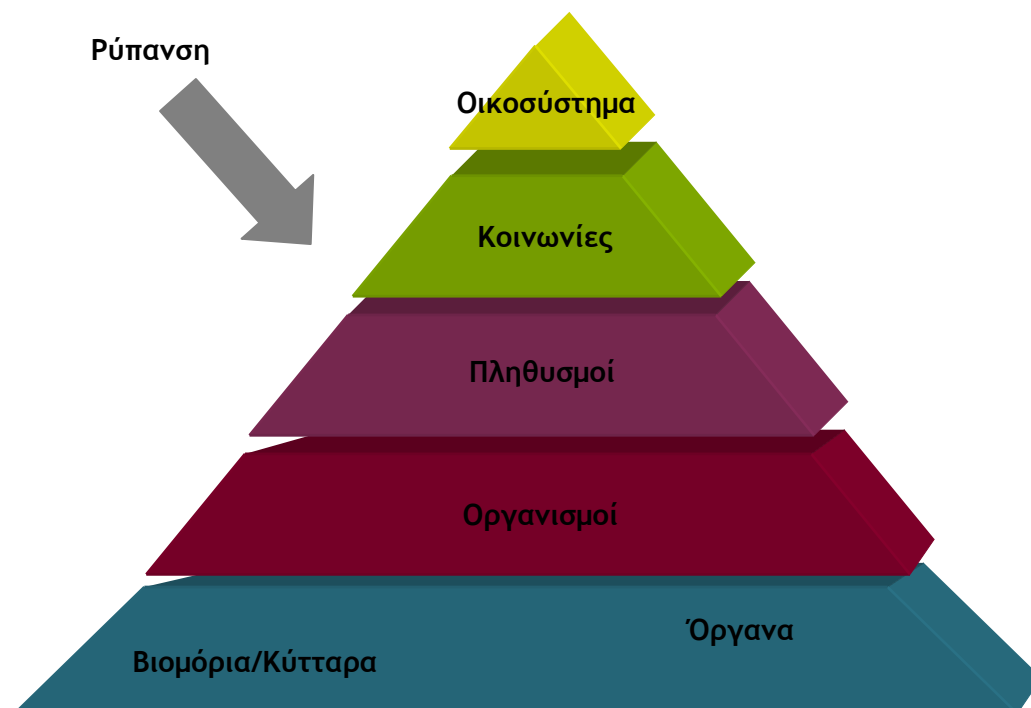 Ρύπανση
Οικοσύστημα
Κοινωνίες
Πληθυσμοί
Οργανισμοί
Όργανα
Βιομόρια/Κύτταρα